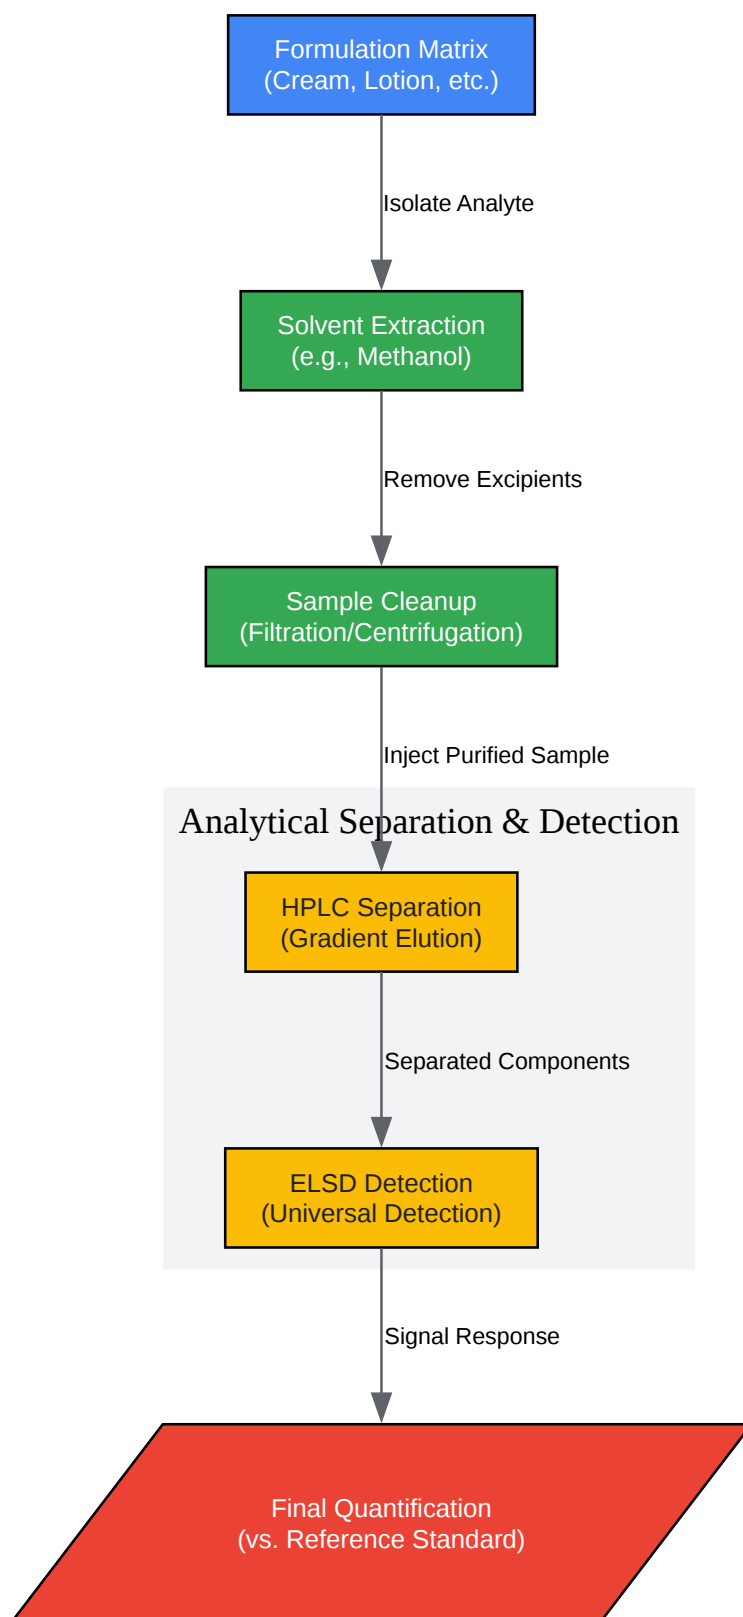 Formulation Matrix
(Cream, Lotion, etc.)
Isolate Analyte
Solvent Extraction
(e.g., Methanol)
Remove Excipients
Sample Cleanup
(Filtration/Centrifugation)
Inject Purified Sample
Analytical Separation & Detection
HPLC Separation
(Gradient Elution)
Separated Components
ELSD Detection
(Universal Detection)
Signal Response
Final Quantification
(vs. Reference Standard)